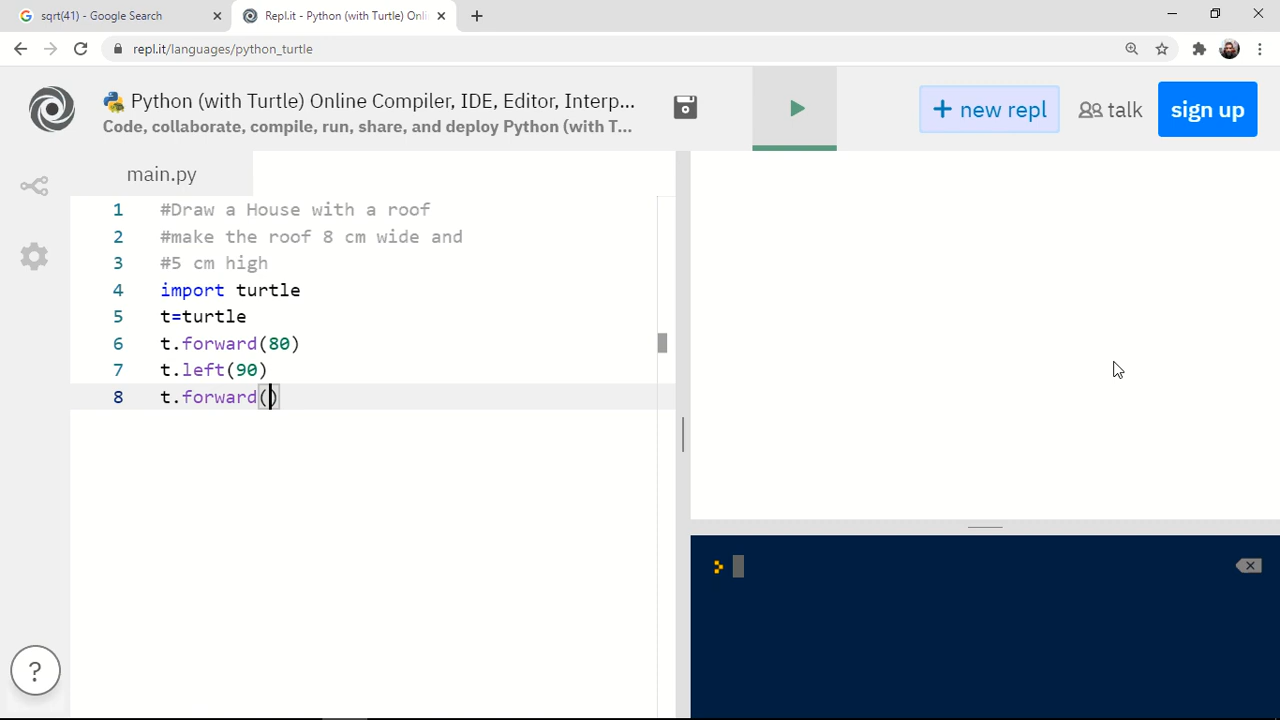 sqrt(41) - Google Search
Repl.it - Python (with Turtle) Onli
repl.it/languages/python_turtle
Python (with Turtle) Online Compiler, IDE, Editor, Interp...
Code, collaborate, compile, run, share, and deploy Python (with T...
+ new repl
talk
sign up
main.py
1 #Draw a House with a roof
2 #make the roof 8 cm wide and
3 #5 cm high
4 import turtle
5 t=turtle
6 t.forward(80)
7 t.left(90)
8 t.forward()
?